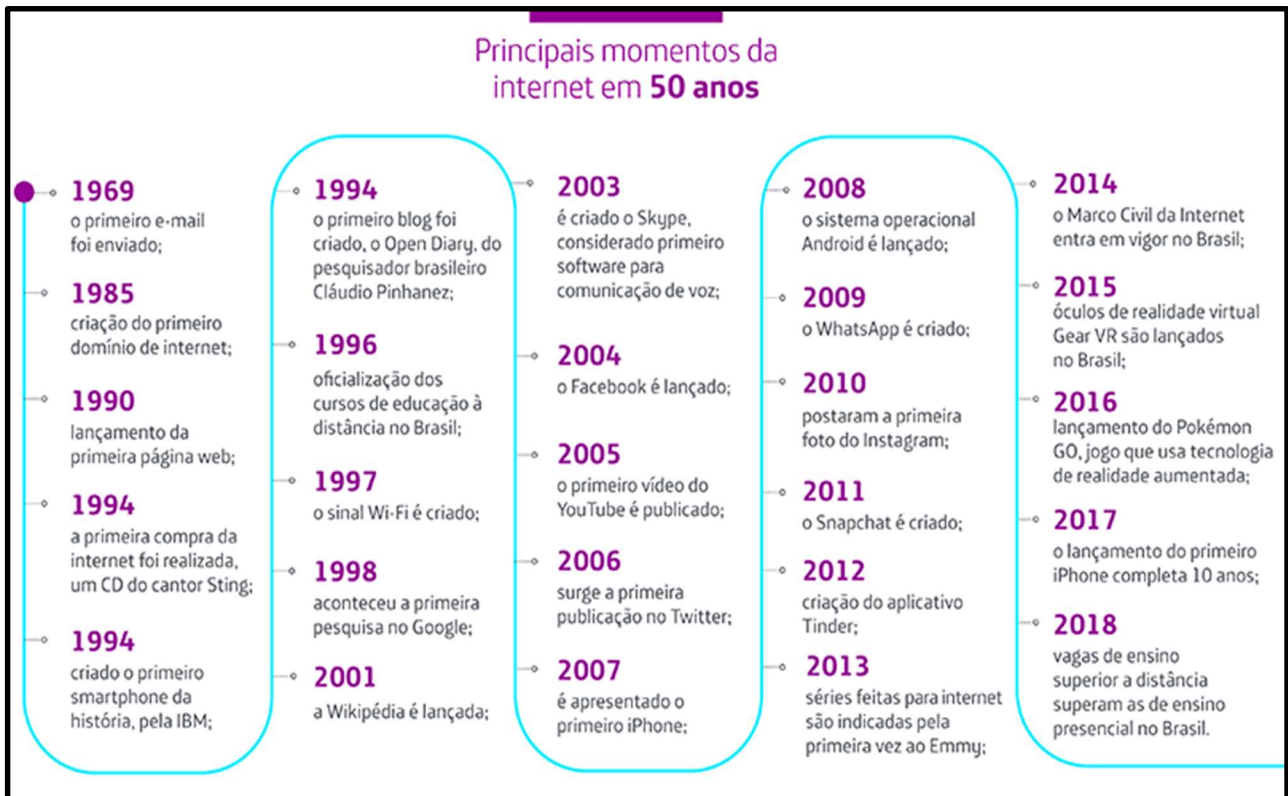 Principais momentos da
internet em 50 anos
1969
o primeiro e-mail
foi enviado;
1985
criação do primeiro
domínio de internet;
1990
lançamento da
primeira página web;
1994
a primeira compra da
internet foi realizada,
um CD do cantor Sting;
1994
criado o primeiro
smartphone da
história, pela IBM;
1994
o primeiro blog foi
criado, o Open Diary, do
pesquisador brasileiro
Cláudio Pinhanez;
1996
oficialização dos
cursos de educação à
distância no Brasil;
1997
o sinal Wi-Fi é criado;
1998
aconteceu a primeira
pesquisa no Google;
2001
a Wikipédia é lançada;
2003
é criado o Skype,
considerado primeiro
software para
comunicação de voz;
2004
o Facebook é lançado;
2005
o primeiro vídeo do
YouTube é publicado;
2006
surge a primeira
publicação no Twitter;
2007
é apresentado o
primeiro iPhone;
2008
o sistema operacional
Android é lançado;
2009
o WhatsApp é criado;
2010
postaram a primeira
foto do Instagram;
2011
o Snapchat é criado;
2012
criação do aplicativo
Tinder;
2013
séries feitas para internet
são indicadas pela
primeira vez ao Emmy;
2014
o Marco Civil da Internet
entra em vigor no Brasil;
2015
óculos de realidade virtual
Gear VR são lançados
no Brasil;
2016
lançamento do Pokémon
GO, jogo que usa tecnologia
de realidade aumentada;
2017
o lançamento do primeiro
iPhone completa 10 anos;
2018
vagas de ensino
superior a distância
superam as de ensino
presencial no Brasil.